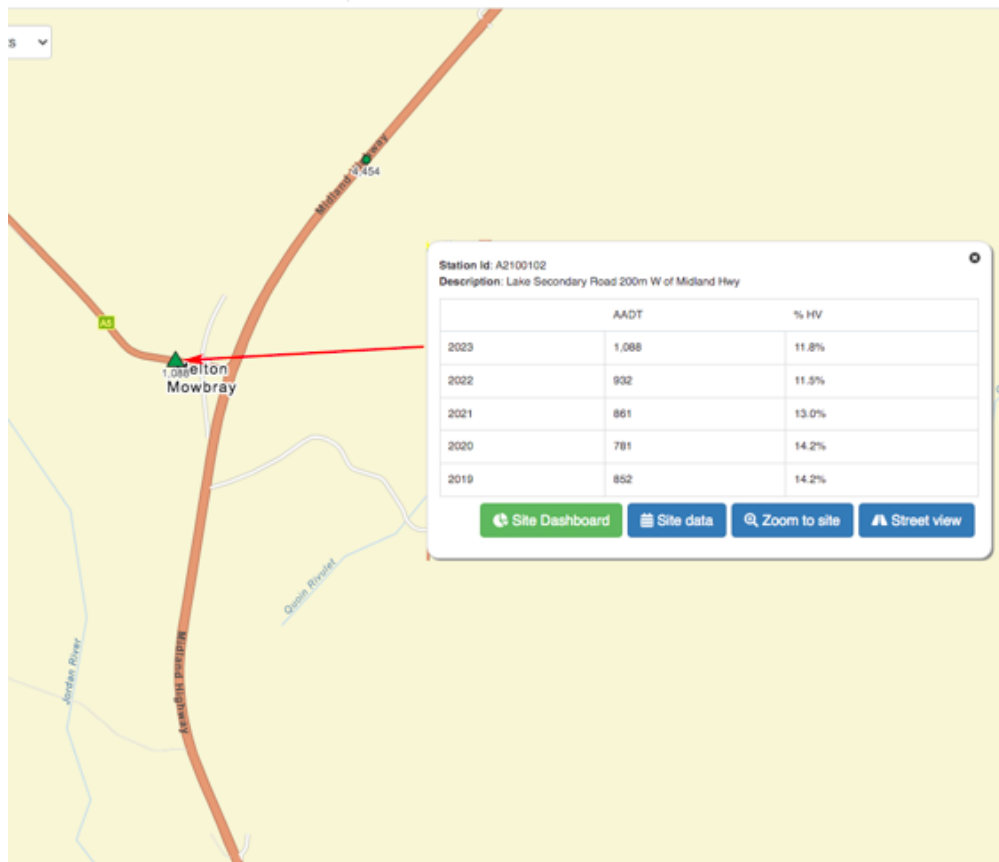 Midland Highway
4,454
Station Id: A2100102
Description: Lake Secondary Road 200m W of Midland Hwy
AADT % HV
2023 1,088 11.8%
2022 932 11.5%
2021 861 13.0%
2020 781 14.2%
2019 852 14.2%
Site Dashboard Site data Zoom to site Street view
A5
1,088 elton
Mowbray
Quoin Rivulet
Jordan River
Midland Highway